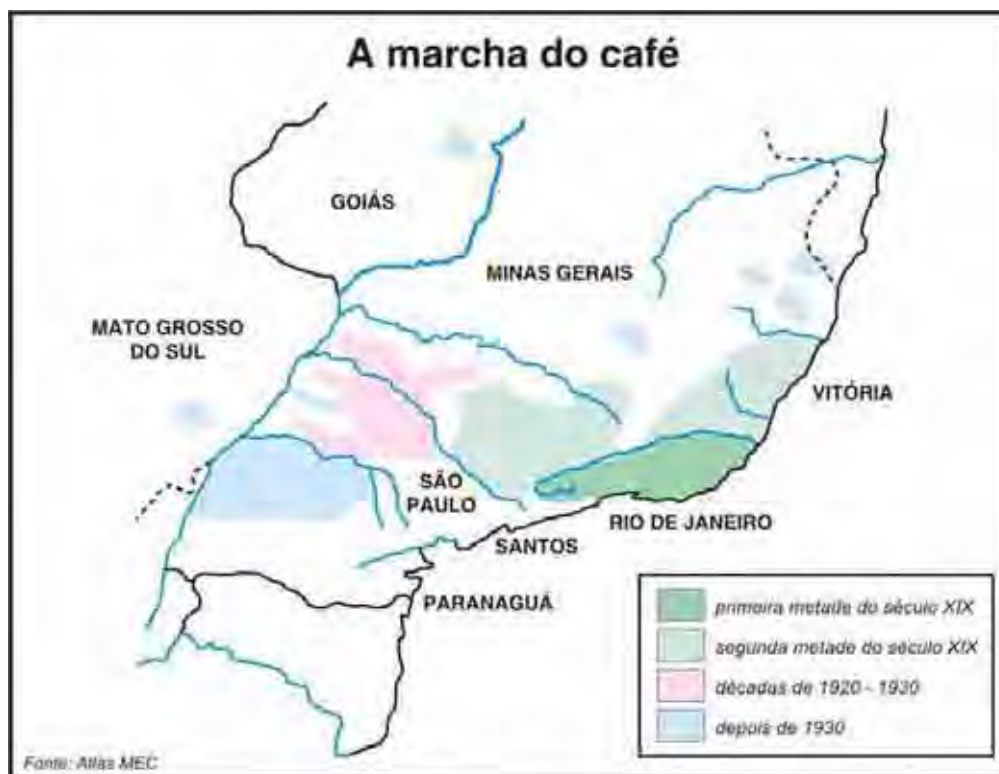 A marcha do café
GOIÁS
MINAS GERAIS
MATO GROSSO
DO SUL
VITÓRIA
SÃO
PAULO
RIO DE JANEIRO
SANTOS
PARANAGUÁ
primeira metade do século XIX
segunda metade do século XIX
décadas de 1920 - 1930
depois de 1930
Fonte: Atlas MEC